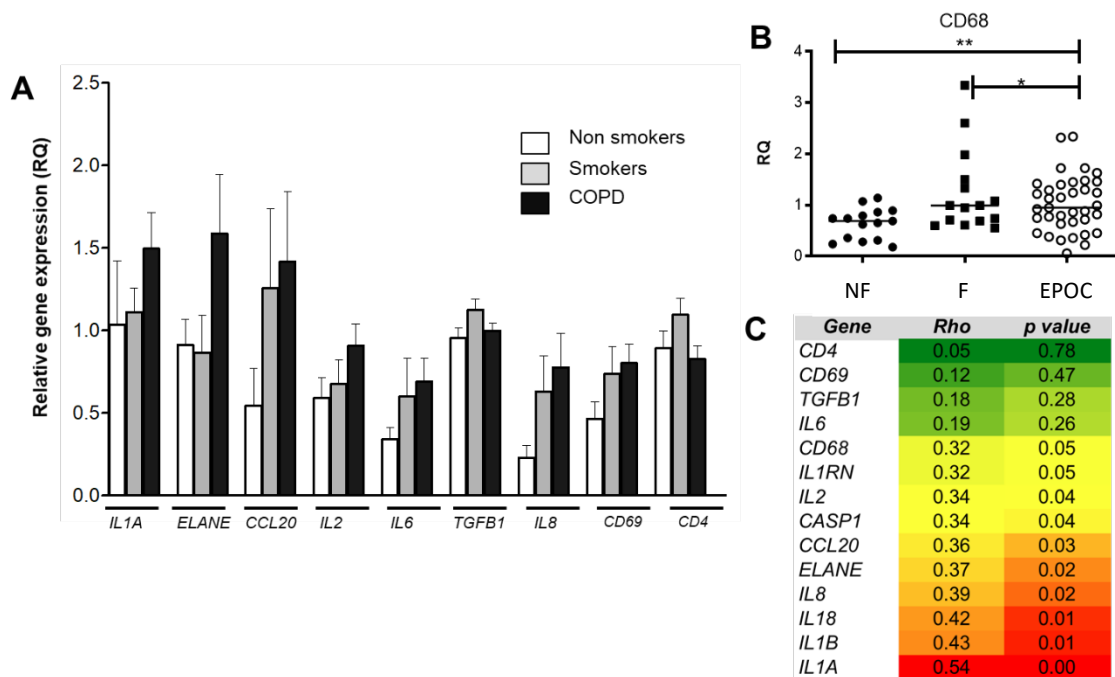 A
Relative gene expression (RQ)
2.5
2.0
1.5
1.0
0.5
0.0
Non smokers
Smokers
COPD
IL1A ELANE CCL20 IL2 IL6 TGFB1 IL8 CD69 CD4
B
CD68
**
*
RQ
4
3
2
1
0
NF F EPOC
C
Gene Rho p value
CD4 0.05 0.78
CD69 0.12 0.47
TGFB1 0.18 0.28
IL6 0.19 0.26
CD68 0.32 0.05
IL1RN 0.32 0.05
IL2 0.34 0.04
CASP1 0.34 0.04
CCL20 0.36 0.03
ELANE 0.37 0.02
IL8 0.39 0.02
IL18 0.42 0.01
IL1B 0.43 0.01
IL1A 0.54 0.00